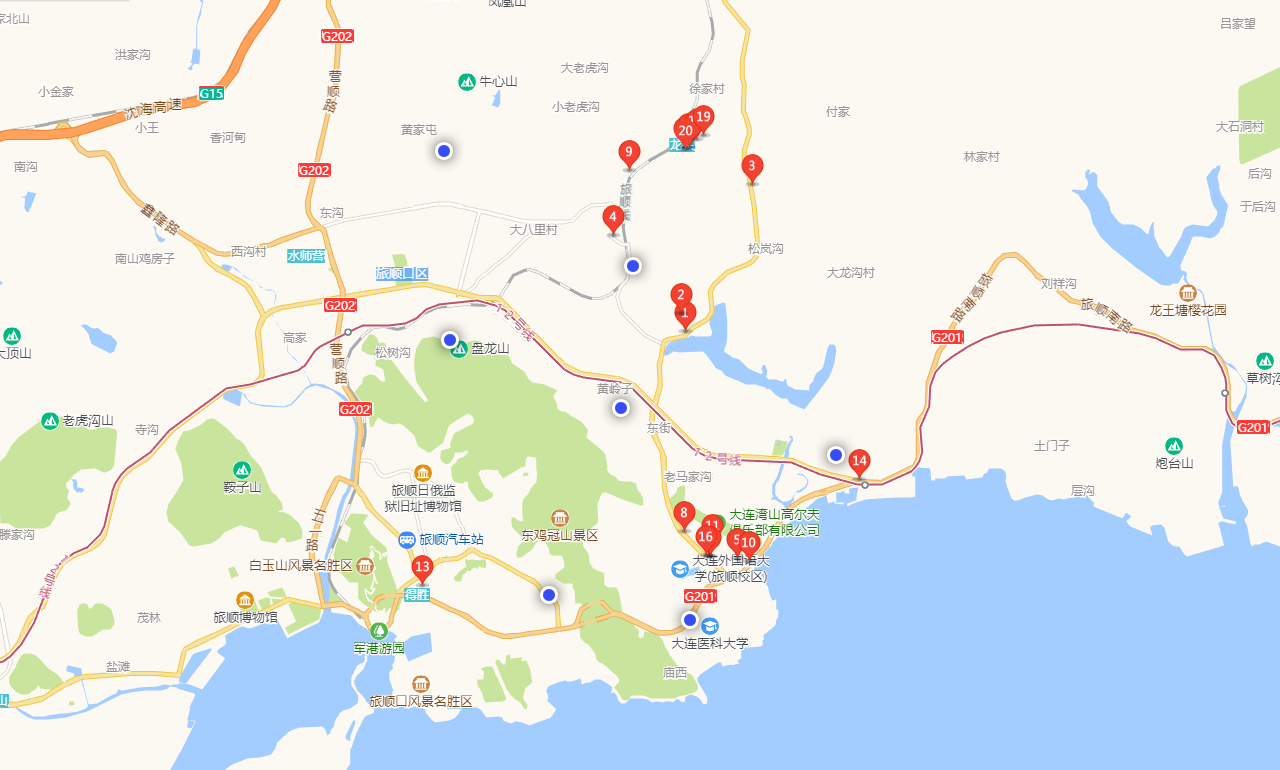 凤凰山
家北山
吕家望
G202
洪家沟
大老虎沟
牛心山
营顺路
徐家村
小金家
G15
沈海高速
小老虎沟
付家
19
20
小王
香河甸
黄家屯
大石洞村
9
林家村
3
南沟
G202
后沟
旅顺
于后沟
东沟
4
盘隆路
大八里村
西沟村
水师营
松岚沟
南山鸡房子
旅顺口区
大龙沟村
刘祥沟
旅顺南路
2
龙王塘樱花园
G202
12号线
1
旅顺南路
高家
G201
大顶山
松树沟
盘龙山
营顺路
草树沟
黄岭子
G202
老虎沟山
寺沟
东街
G201
土门子
12号线
14
炮台山
鞍子山
老马家沟
旅顺日俄监
狱旧址博物馆
层沟
8
大连湾山高尔夫
俱乐部有限公司
11
滕家沟
五一路
东鸡冠山景区
旅顺汽车站
16
5
10
白玉山风景名胜区
13
大连外国语大
学(旅顺校区)
得胜
G201
旅顺博物馆
茂林
军港游园
大连医科大学
盐滩
庙西
旅顺口风景名胜区
山